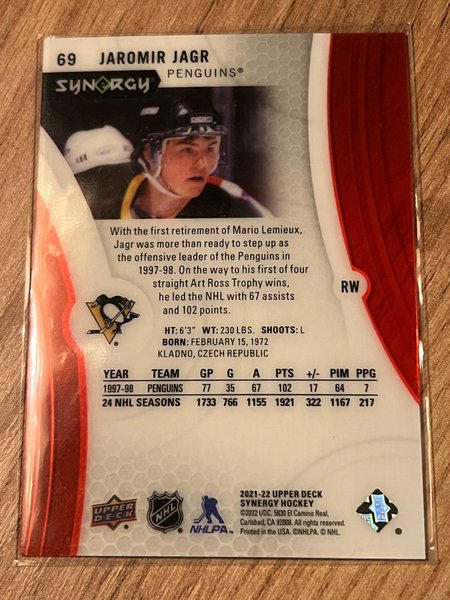 69 JAROMIR JAGR
PENGUINS®
SYNERGY
With the first retirement of Mario Lemieux,
Jagr was more than ready to step up as
the offensive leader of the Penguins in
1997-98. On the way to his first of four
straight Art Ross Trophy wins,
he led the NHL with 67 assists
and 102 points.
RW
HT: 6'3" WT: 230 LBS. SHOOTS: L
BORN: FEBRUARY 15, 1972
KLADNO, CZECH REPUBLIC
YEAR TEAM GP G A PTS +/- PIM PPG
1997-98 PENGUINS 77 35 67 102 17 64 7
24 NHL SEASONS 1733 766 1155 1921 322 1167 217
UPPER DECK
NHL
NHLPA
2021-22 UPPER DECK
SYNERGY HOCKEY
©2022 UDC. 5830 El Camino Real,
Carlsbad, CA 92008. All rights reserved.
Printed in the USA. ©NHLPA. © NHL.